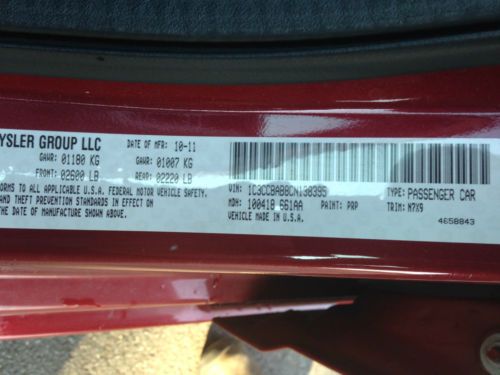 YSLER GROUP LLC
DATE OF MFR: 10-11
GAWR: 01180 KG
GAWR: 01007 KG
FRONT: 02600 LB
REAR: 02220 LB
ORMS TO ALL APPLICABLE U.S.A. FEDERAL MOTOR VEHICLE SAFETY,
AND THEFT PREVENTION STANDARDS IN EFFECT ON
THE DATE OF MANUFACTURE SHOWN ABOVE.
VIN: 1C3CCBAB8CN130395
TYPE: PASSENGER CAR
MDH: 100418 661AA
PAINT: PRP
TRIM: N7X9
VEHICLE MADE IN U.S.A.
4658843